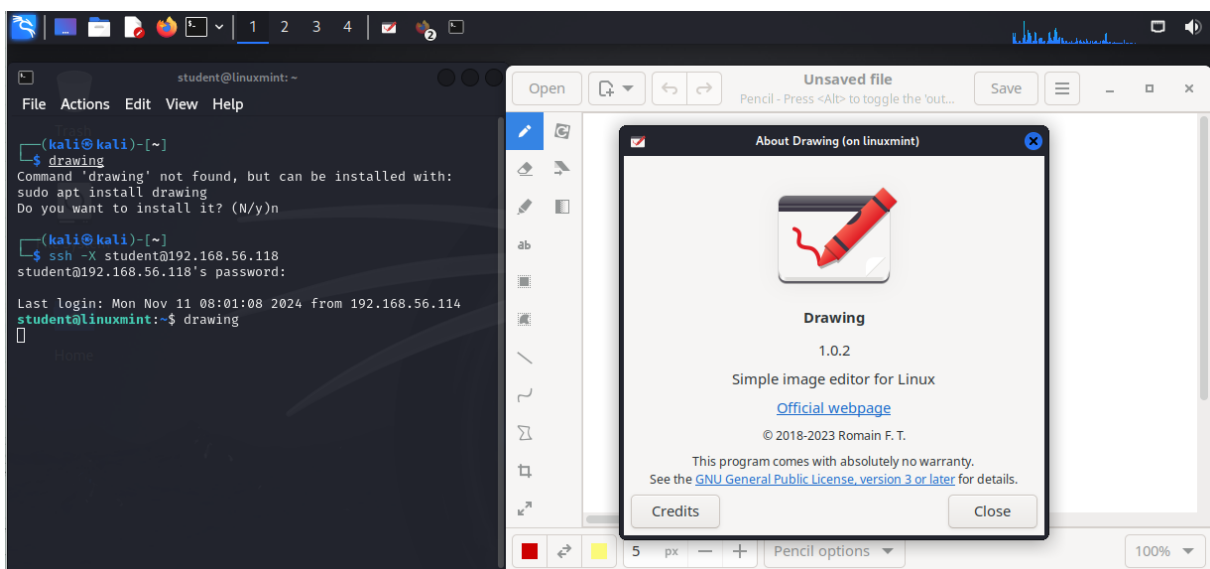 1 2 3 4
2
student@linuxmint: ~
File Actions Edit View Help
Trash
┌──(kali㉿kali)-[~]
└─$ drawing
Command 'drawing' not found, but can be installed with:
sudo apt install drawing
Do you want to install it? (N/y)n
┌──(kali㉿kali)-[~]
└─$ ssh -X student@192.168.56.118
student@192.168.56.118's password:
Last login: Mon Nov 11 08:01:08 2024 from 192.168.56.114
student@linuxmint:~$ drawing
Home
Open
Unsaved file
Pencil - Press <Alt> to toggle the 'out...
Save
ab
About Drawing (on linuxmint)
Drawing
1.0.2
Simple image editor for Linux
Official webpage
© 2018-2023 Romain F. T.
This program comes with absolutely no warranty.
See the GNU General Public License, version 3 or later for details.
Credits Close
5 px — + Pencil options 100%